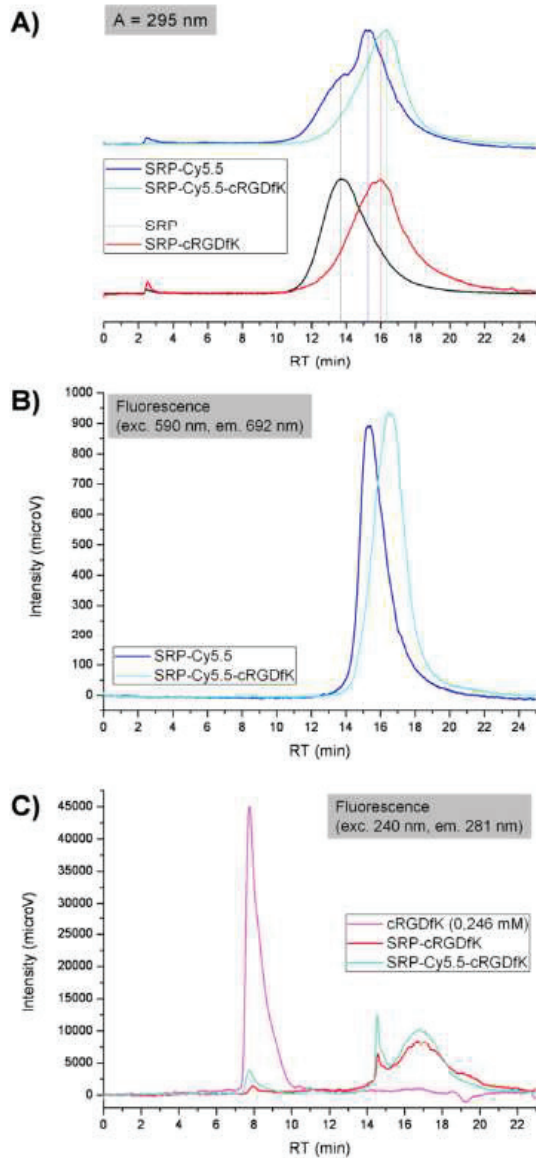 A)
A = 295 nm
SRP-Cy5.5
SRP-Cy5.5-cRGDfK
SRP
SRP-cRGDfK
0 2 4 6 8 10 12 14 16 18 20 22 24
RT (min)
B)
Fluorescence
(exc. 590 nm, em. 692 nm)
1000
900
800
700
600
500
400
300
200
100
0
Intensity (microV)
SRP-Cy5.5
SRP-Cy5.5-cRGDfK
0 2 4 6 8 10 12 14 16 18 20 22 24
RT (min)
C)
Fluorescence
(exc. 240 nm, em. 281 nm)
45000
40000
35000
30000
25000
20000
15000
10000
5000
0
Intensity (microV)
cRGDfK (0,246 mM)
SRP-cRGDfK
SRP-Cy5.5-cRGDfK
0 2 4 6 8 10 12 14 16 18 20 22
RT (min)